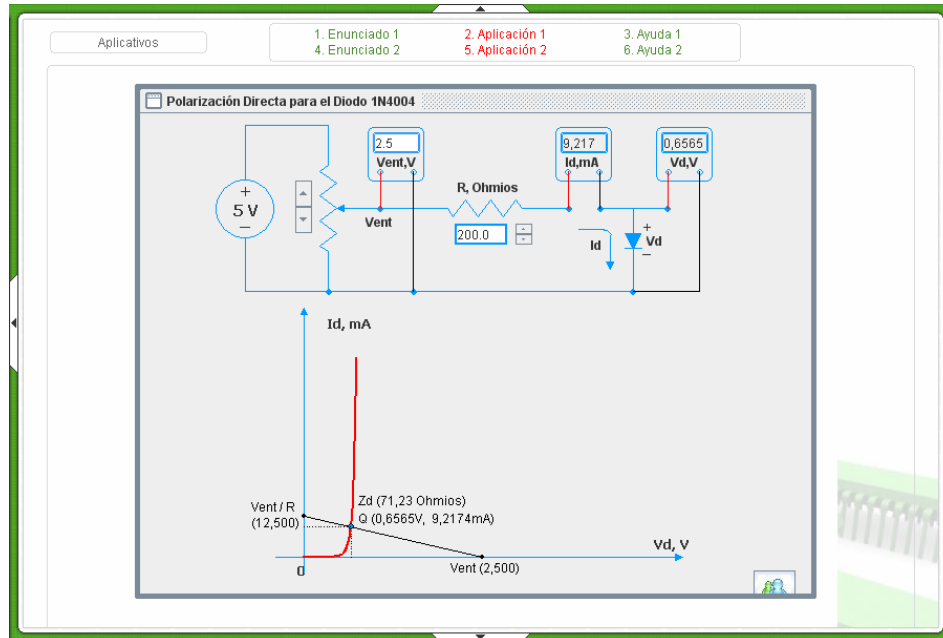 Aplicativos
1. Enunciado 1 2. Aplicación 1 3. Ayuda 1
4. Enunciado 2 5. Aplicación 2 6. Ayuda 2
Polarización Directa para el Diodo 1N4004
2.5
Vent,V
9,217
Id,mA
0,6565
Vd,V
+
5 V
−
R, Ohmios
Vent
200.0
Id
+
Vd
−
Id, mA
Vent / R
(12,500)
Zd (71,23 Ohmios)
Q (0,6565V, 9,2174mA)
Vd, V
0
Vent (2,500)